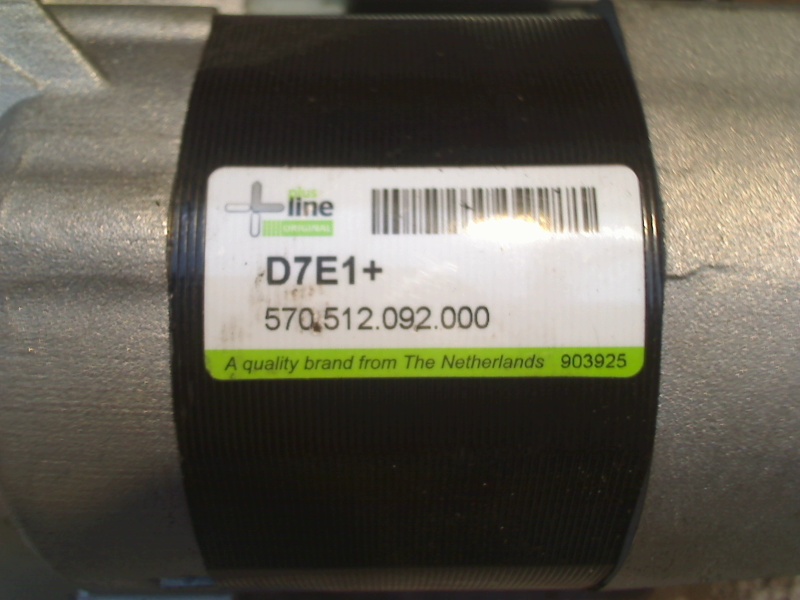 plus
line
ORIGINAL
D7E1+
570.512.092.000
A quality brand from The Netherlands 903925